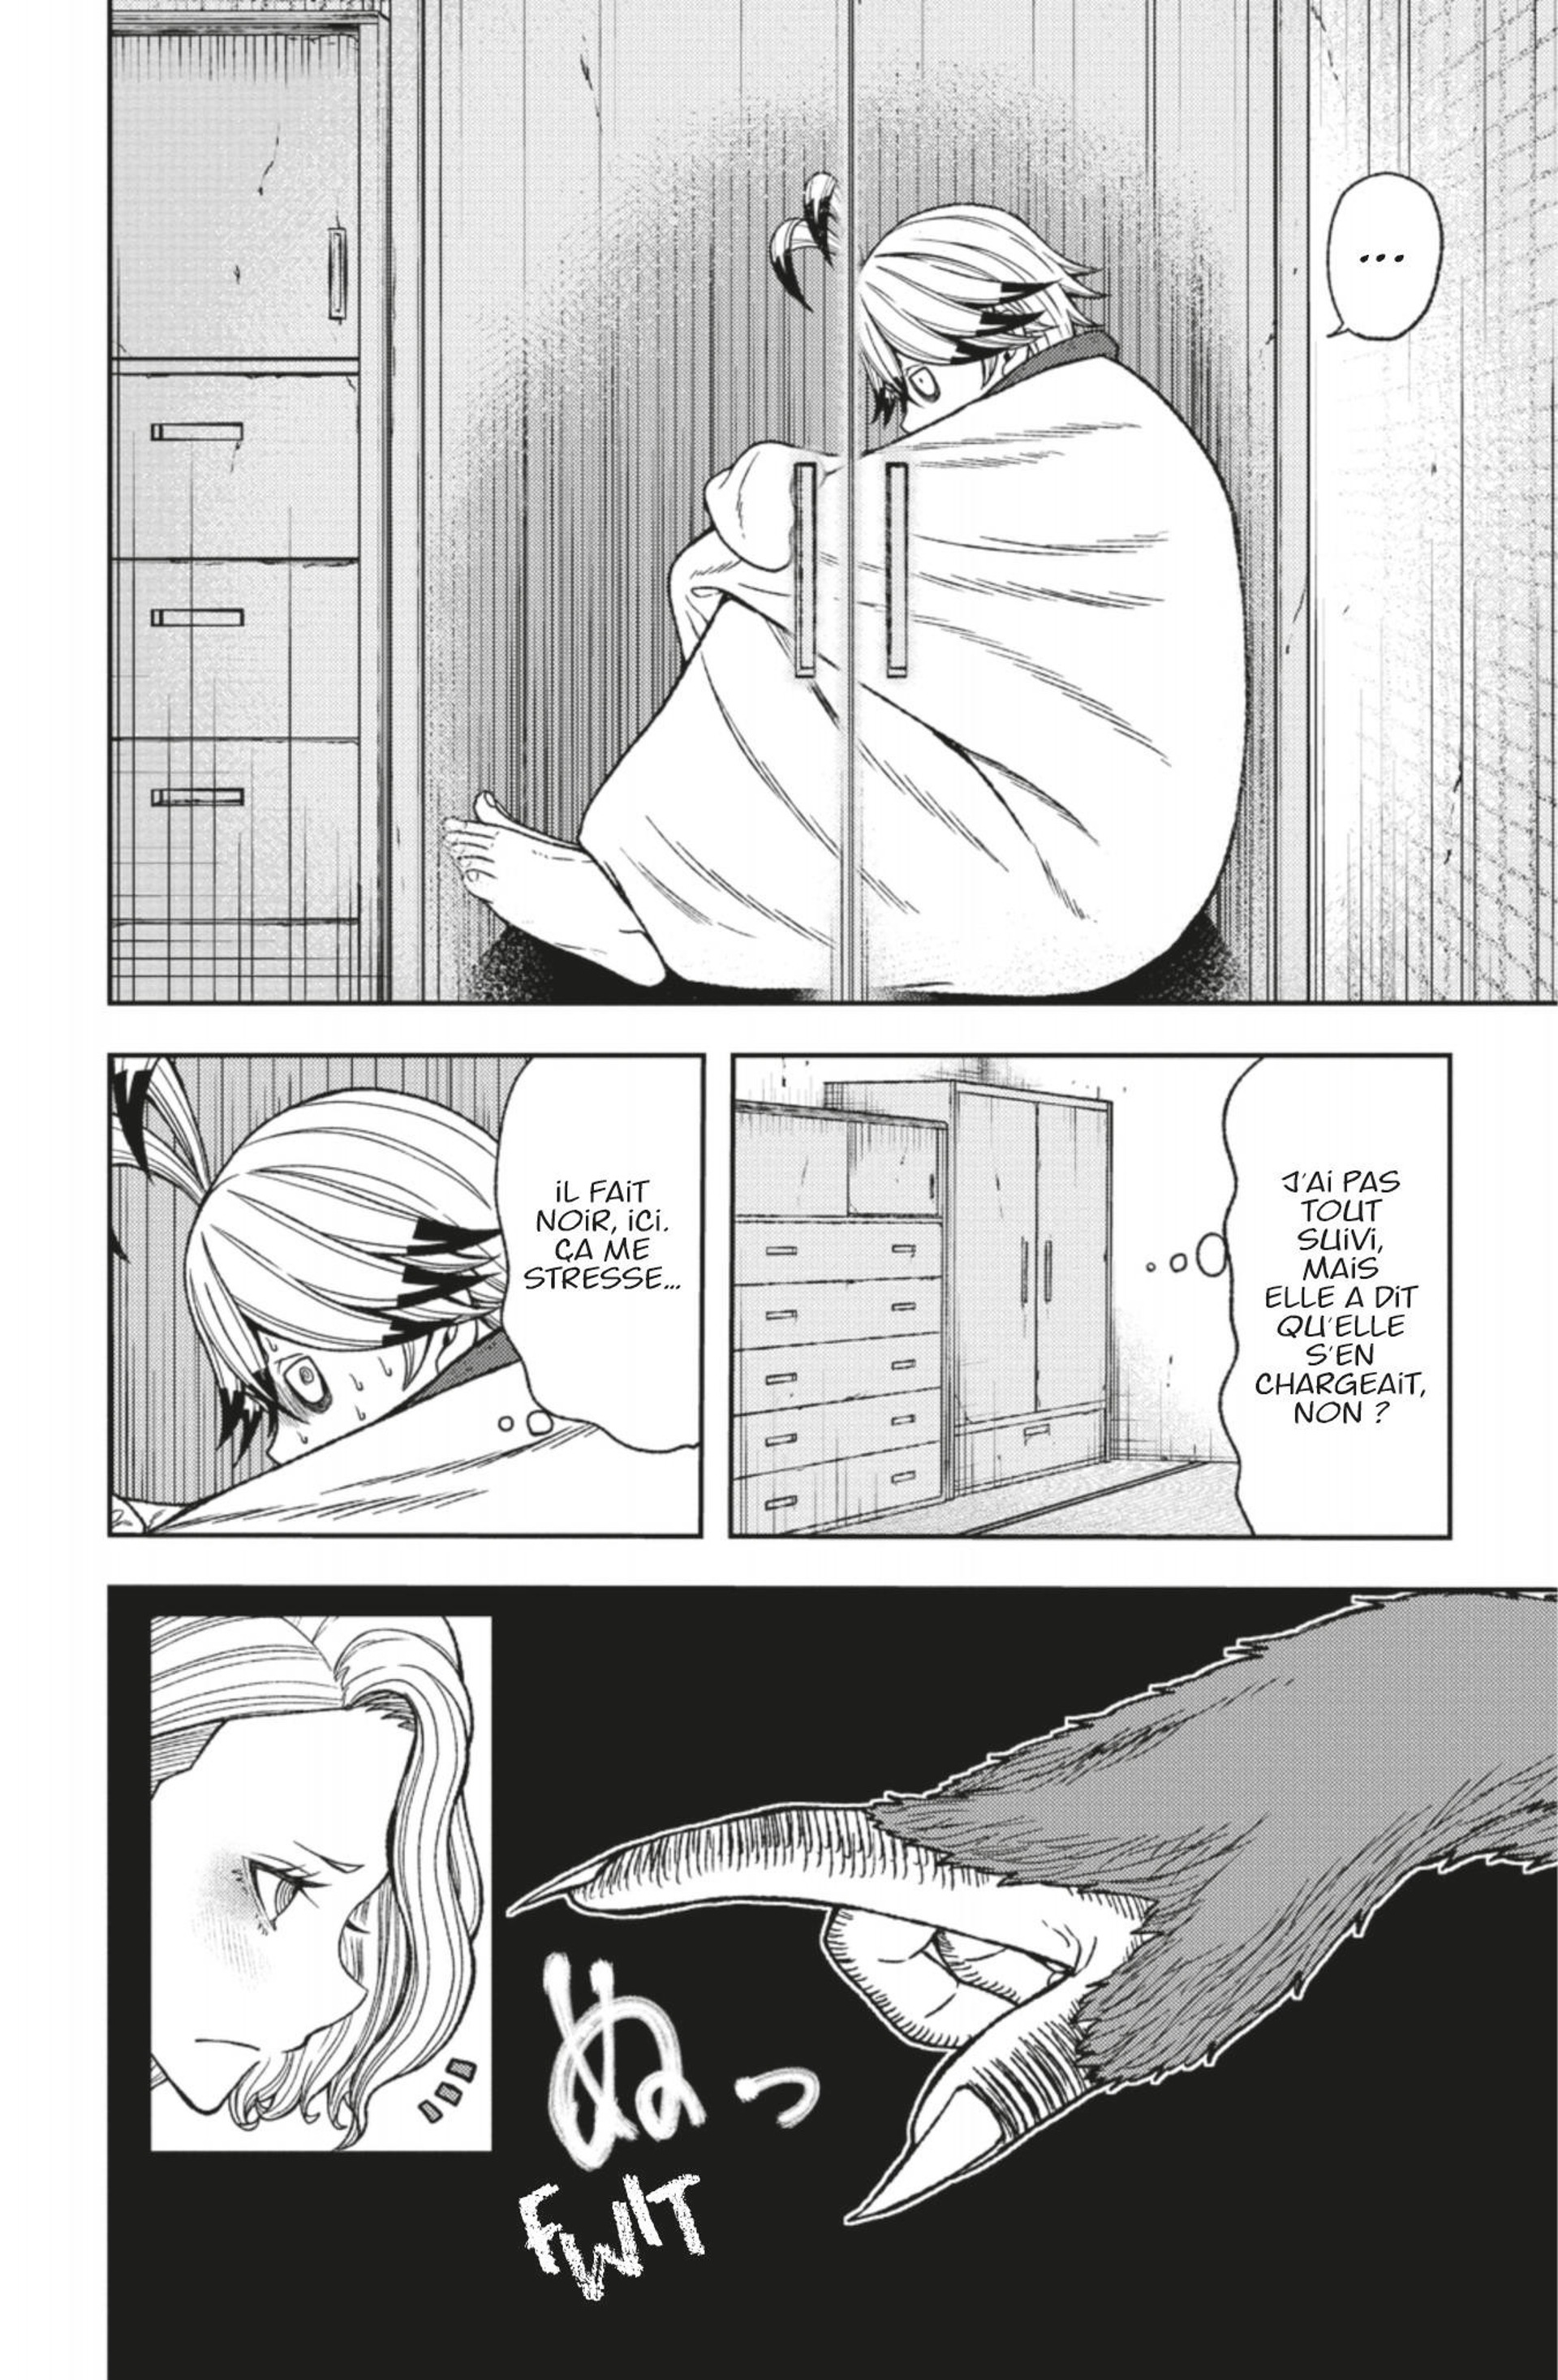 ...
J'AI PAS
TOUT
SUIVI,
MAIS
ELLE A DIT
QU'ELLE
S'EN
CHARGEAIT,
NON ?
IL FAIT
NOIR, ICI.
ÇA ME
STRESSE...
ぬっ
FWIT